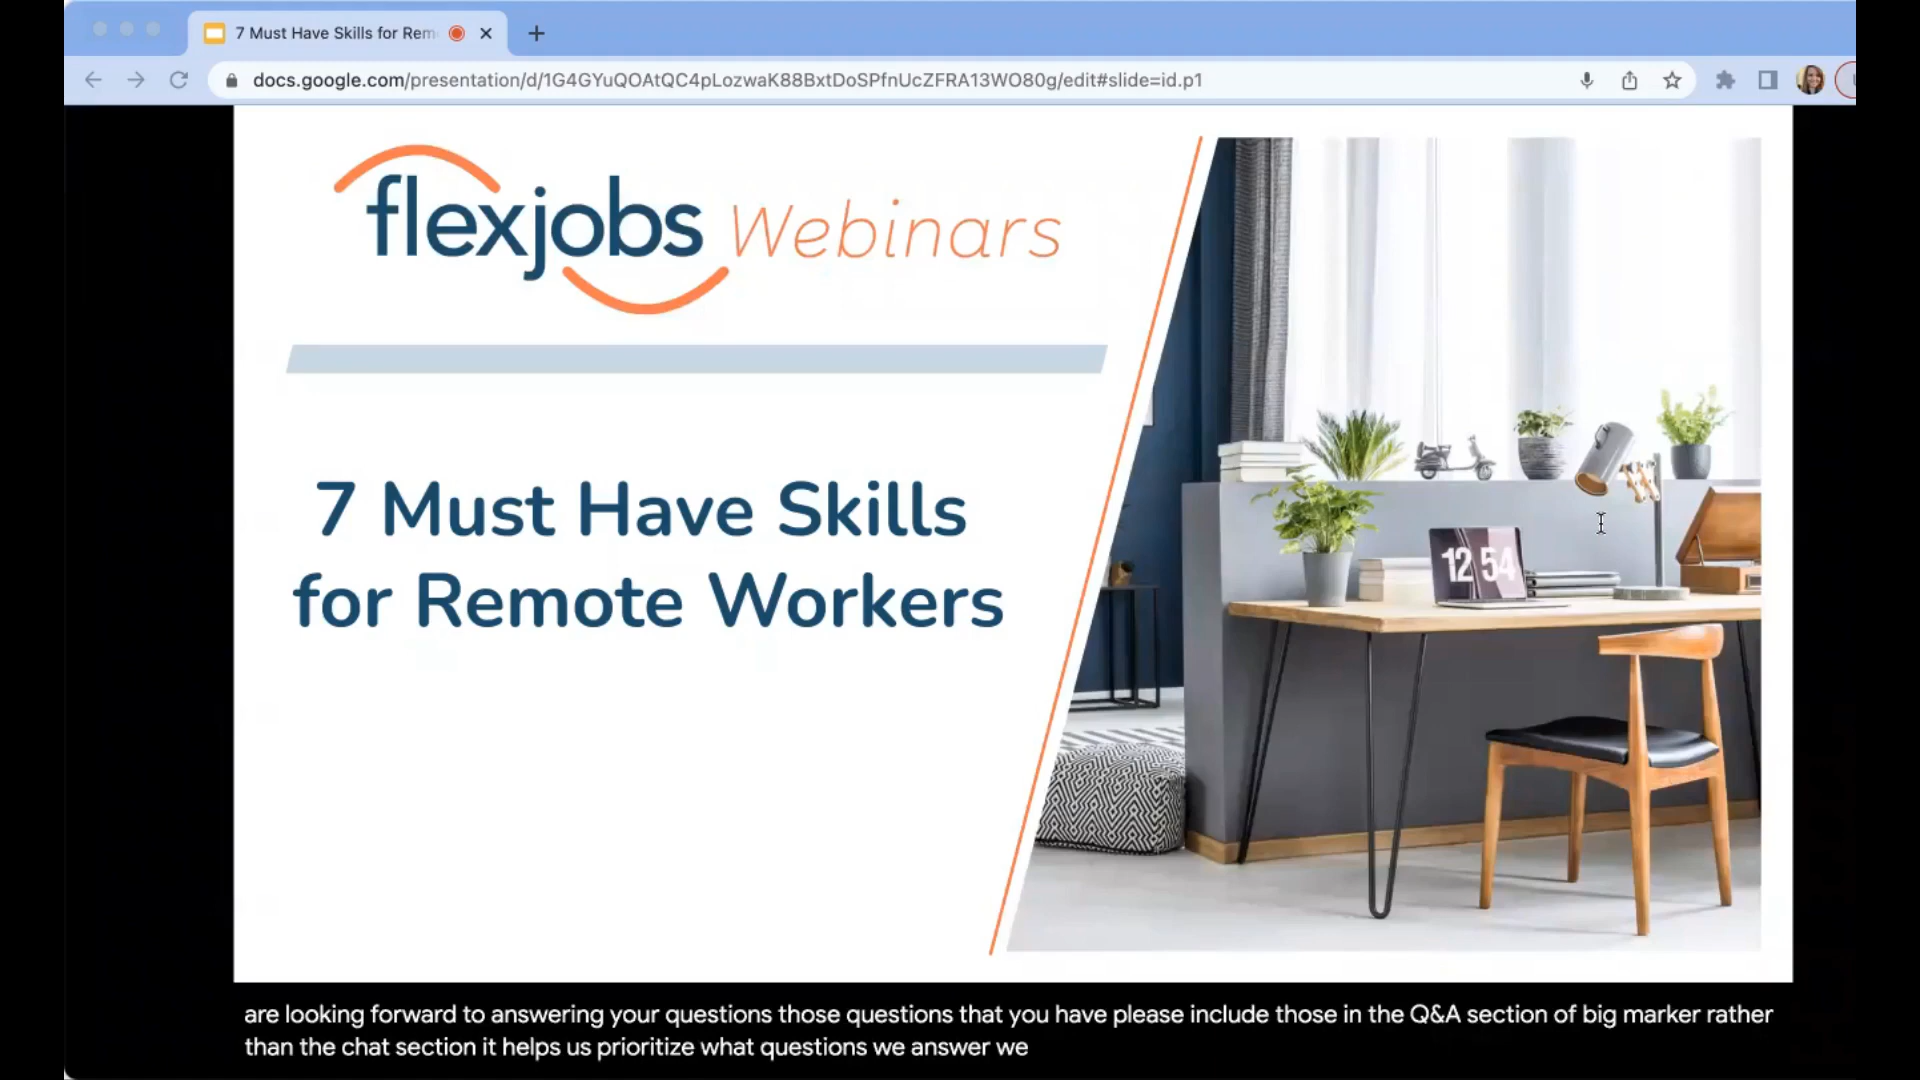 7 Must Have Skills for Rem
docs.google.com/presentation/d/1G4GYuQOAtQC4pLozwaK88BxtDoSPfnUcZFRA13WO80g/edit#slide=id.p1
flexjobs Webinars
7 Must Have Skills
for Remote Workers
12 54
are looking forward to answering your questions those questions that you have please include those in the Q&A section of big marker rather
than the chat section it helps us prioritize what questions we answer we